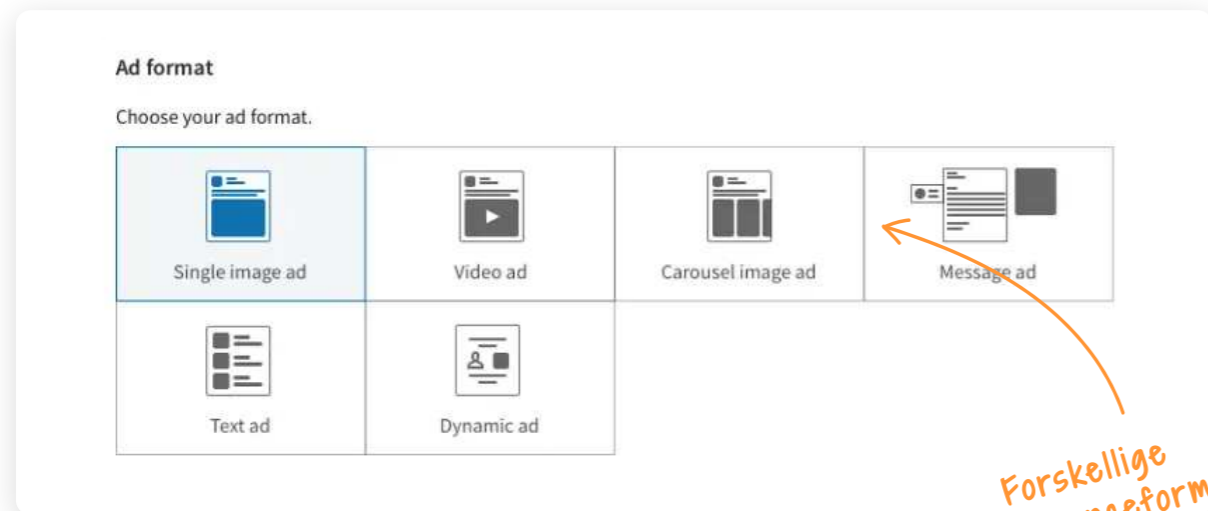 Ad format
Choose your ad format.
Single image ad
Video ad
Carousel image ad
Message ad
Text ad
Dynamic ad
Forskellige